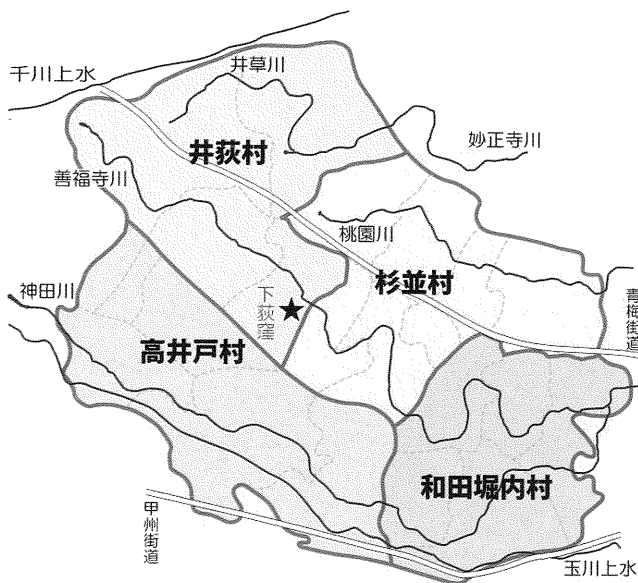 千川上水
井草川
妙正寺川
井荻村
善福寺川
桃園川
杉並村
神田川
下荻窪
青梅街道
高井戸村
和田堀内村
甲州街道
玉川上水